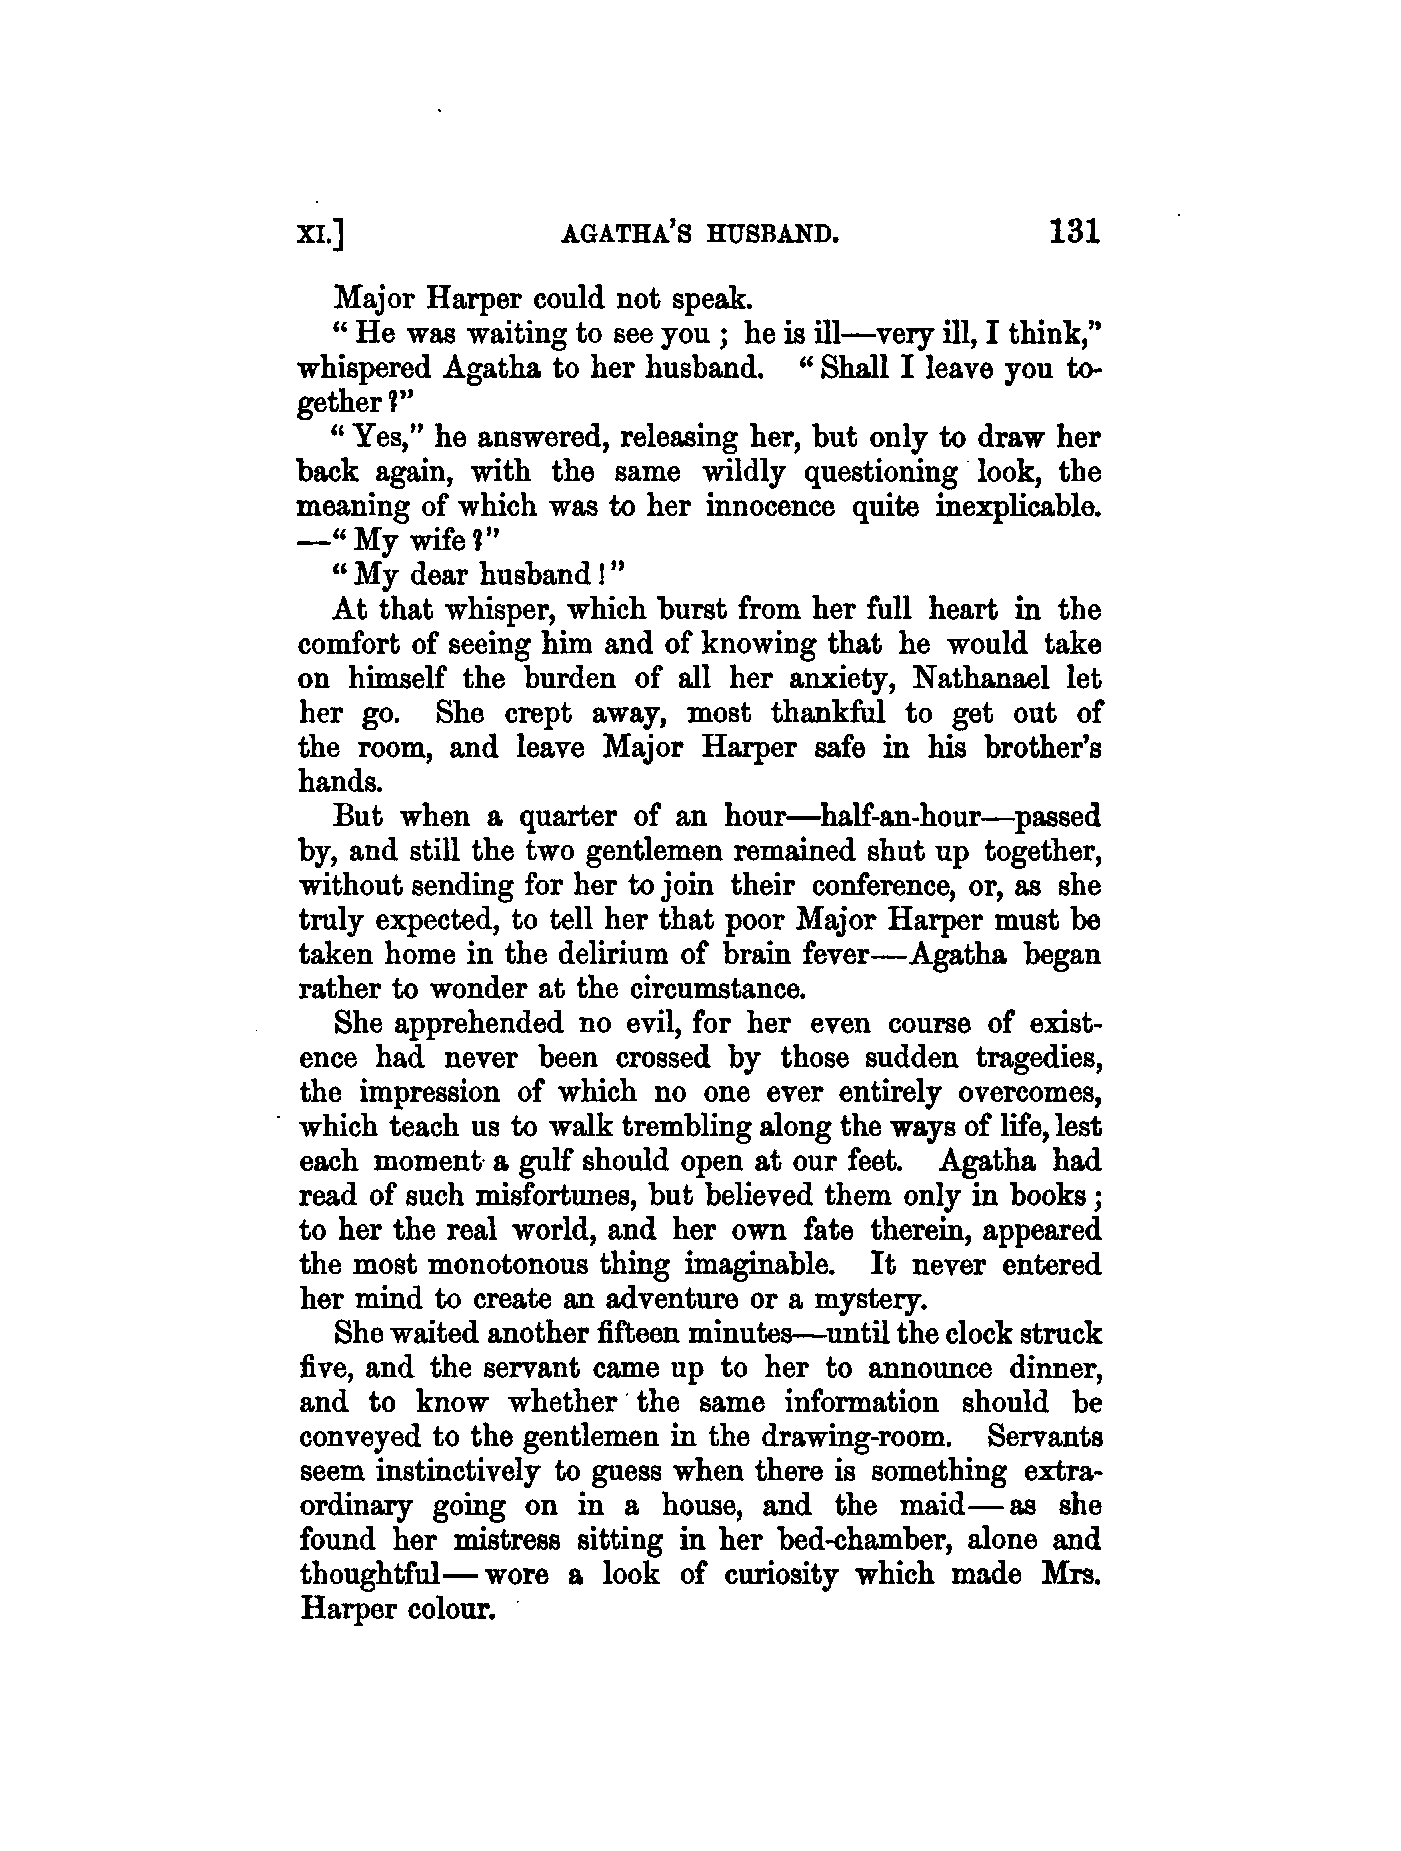 XI.] AGATHA'S HUSBAND. 131
Major Harper could not speak.
“ He was waiting to see you ; he is ill—very ill, I think,”
whispered Agatha to her husband. “ Shall I leave you to-
gether ?”
“ Yes,” he answered, releasing her, but only to draw her
back again, with the same wildly questioning look, the
meaning of which was to her innocence quite inexplicable.
—“ My wife ?”
“ My dear husband !”
At that whisper, which burst from her full heart in the
comfort of seeing him and of knowing that he would take
on himself the burden of all her anxiety, Nathanael let
her go. She crept away, most thankful to get out of
the room, and leave Major Harper safe in his brother's
hands.
But when a quarter of an hour—half-an-hour—passed
by, and still the two gentlemen remained shut up together,
without sending for her to join their conference, or, as she
truly expected, to tell her that poor Major Harper must be
taken home in the delirium of brain fever—Agatha began
rather to wonder at the circumstance.
She apprehended no evil, for her even course of exist-
ence had never been crossed by those sudden tragedies,
the impression of which no one ever entirely overcomes,
which teach us to walk trembling along the ways of life, lest
each moment a gulf should open at our feet. Agatha had
read of such misfortunes, but believed them only in books ;
to her the real world, and her own fate therein, appeared
the most monotonous thing imaginable. It never entered
her mind to create an adventure or a mystery.
She waited another fifteen minutes—until the clock struck
five, and the servant came up to her to announce dinner,
and to know whether the same information should be
conveyed to the gentlemen in the drawing-room. Servants
seem instinctively to guess when there is something extra-
ordinary going on in a house, and the maid—as she
found her mistress sitting in her bed-chamber, alone and
thoughtful—wore a look of curiosity which made Mrs.
Harper colour.